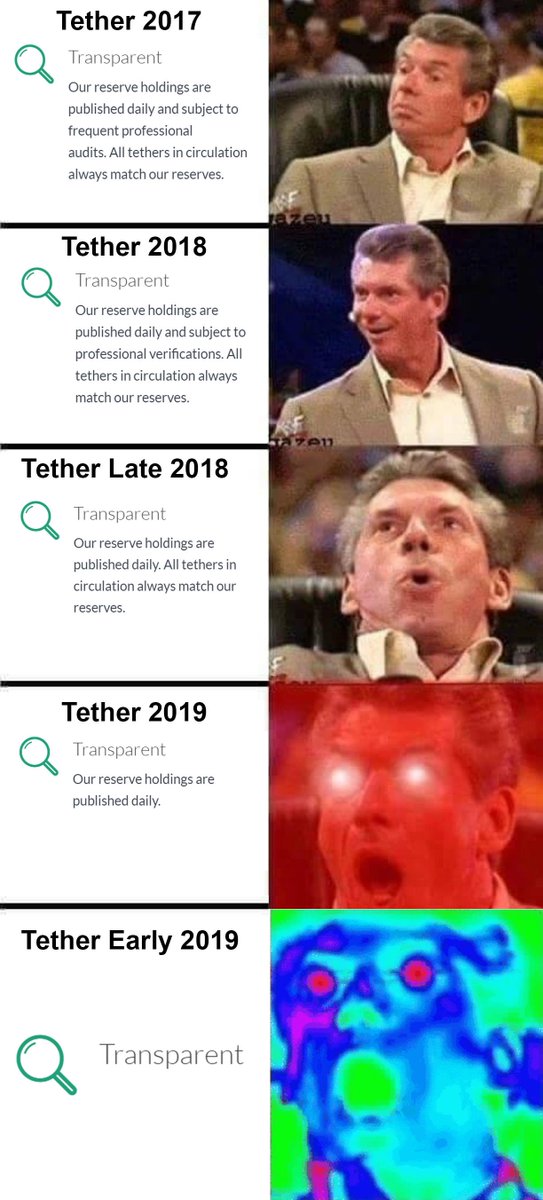 Tether 2017
Transparent
Our reserve holdings are
published daily and subject to
frequent professional
audits. All tethers in circulation
always match our reserves.
gazeu
Tether 2018
Transparent
Our reserve holdings are
published daily and subject to
professional verifications. All
tethers in circulation always
match our reserves.
gazeu
Tether Late 2018
Transparent
Our reserve holdings are
published daily. All tethers in
circulation always match our
reserves.
Tether 2019
Transparent
Our reserve holdings are
published daily.
Tether Early 2019
Transparent